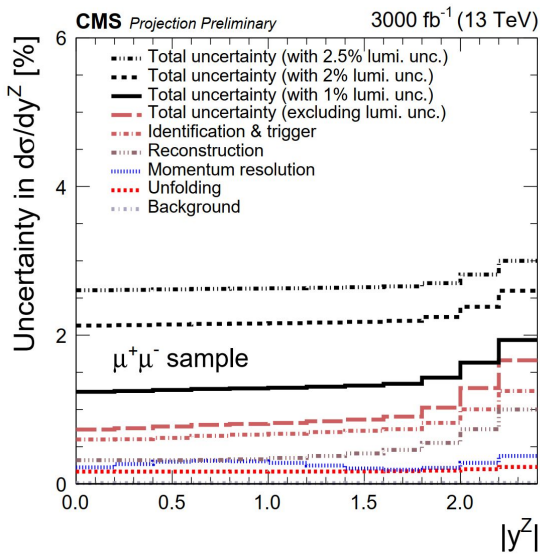 CMS Projection Preliminary 3000 fb⁻¹ (13 TeV)
Uncertainty in dσ/dy^Z [%]
6
Total uncertainty (with 2.5% lumi. unc.)
Total uncertainty (with 2% lumi. unc.)
Total uncertainty (with 1% lumi. unc.)
Total uncertainty (excluding lumi. unc.)
Identification & trigger
Reconstruction
4
Momentum resolution
Unfolding
Background
2
μ⁺μ⁻ sample
0
0.0 0.5 1.0 1.5 2.0
|y^Z|